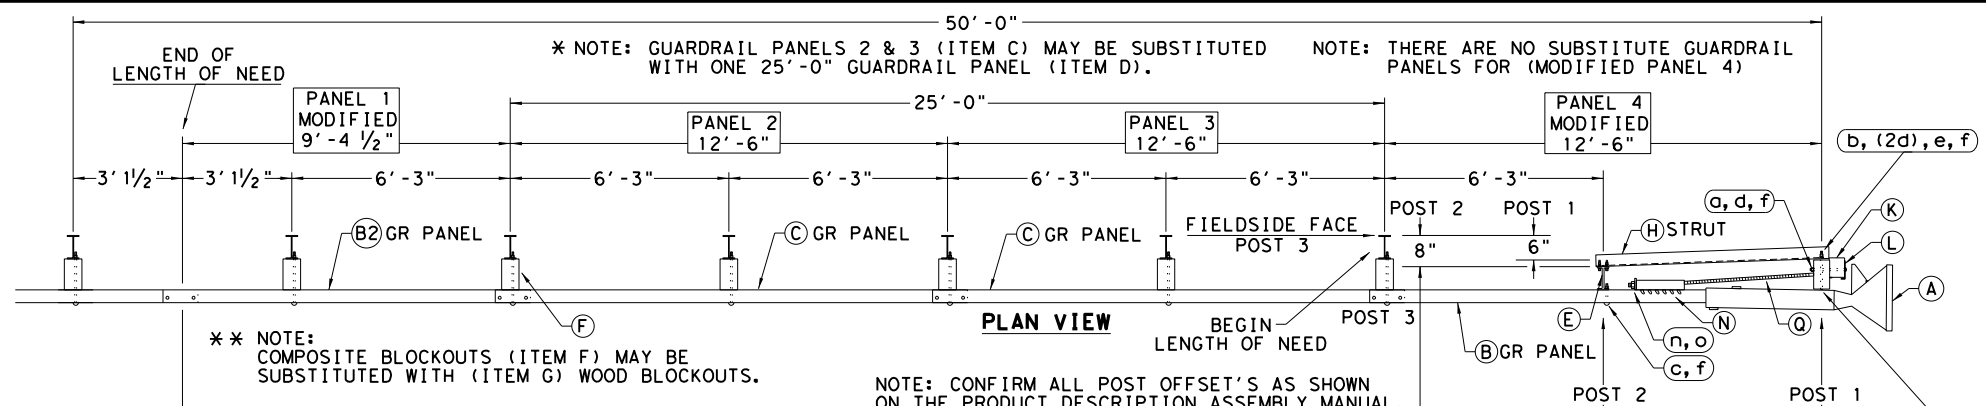 50'-0"
END OF
LENGTH OF NEED
* NOTE: GUARDRAIL PANELS 2 & 3 (ITEM C) MAY BE SUBSTITUTED
WITH ONE 25'-0" GUARDRAIL PANEL (ITEM D).
NOTE: THERE ARE NO SUBSTITUTE GUARDRAIL
PANELS FOR (MODIFIED PANEL 4)
PANEL 1
MODIFIED
9'-4 1/2"
25'-0"
PANEL 2
12'-6"
PANEL 3
12'-6"
PANEL 4
MODIFIED
12'-6"
b, (2d), e, f
3' 1 1/2" 3' 1 1/2" 6'-3" 6'-3" 6'-3" 6'-3" 6'-3" 6'-3"
POST 2 POST 1
a, d, f
K
B2 GR PANEL
C GR PANEL
C GR PANEL
FIELDSIDE FACE
POST 3
8"
6"
H STRUT
L
A
F
PLAN VIEW
BEGIN
LENGTH OF NEED
POST 3
B GR PANEL
E
N
Q
n, o
c, f
** NOTE:
COMPOSITE BLOCKOUTS (ITEM F) MAY BE
SUBSTITUTED WITH (ITEM G) WOOD BLOCKOUTS.
NOTE: CONFIRM ALL POST OFFSET'S AS SHOWN
ON THE PRODUCT DESCRIPTION ASSEMBLY MANUAL
POST 2 POST 1